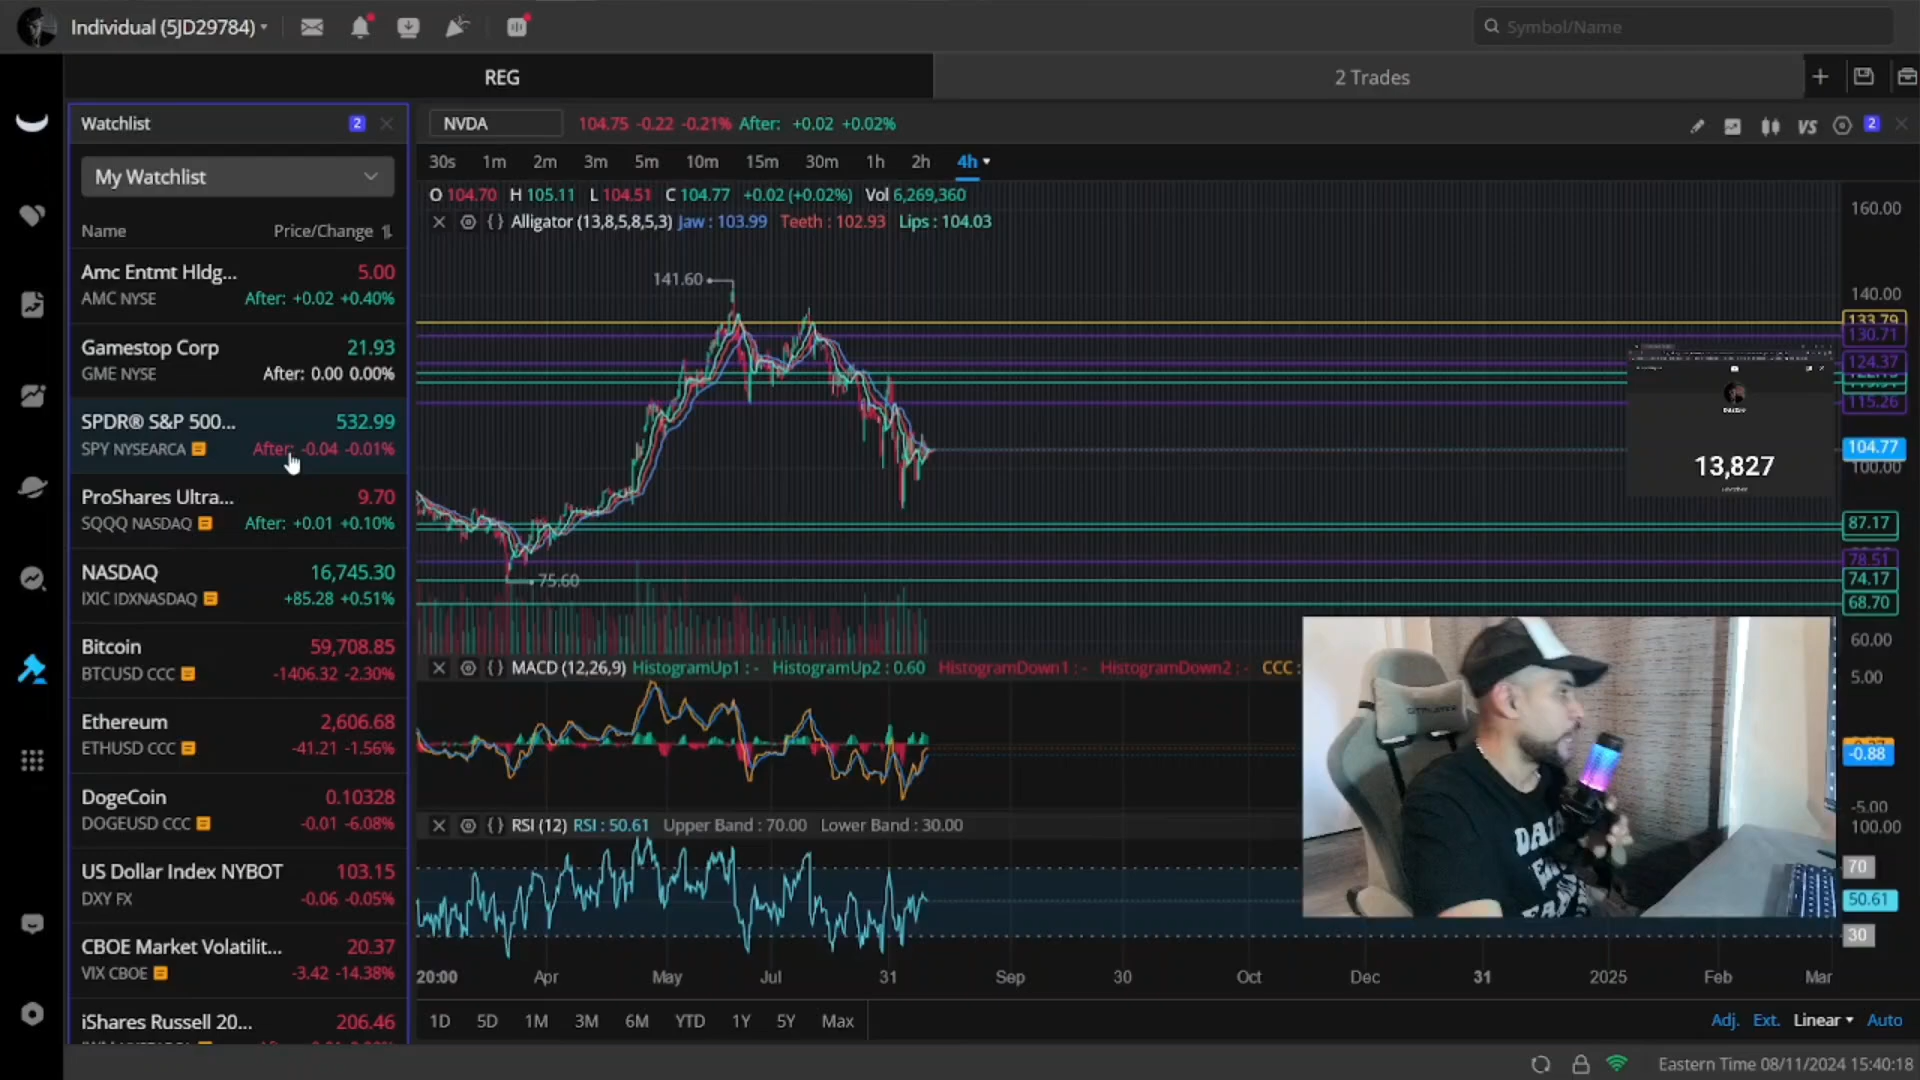 Individual (5JD29784)
Symbol/Name
REG
2 Trades
Watchlist
2
My Watchlist
Name
Price/Change
Amc Entmt Hldg...
5.00
AMC NYSE
After: +0.02 +0.40%
Gamestop Corp
21.93
GME NYSE
After: 0.00 0.00%
SPDR® S&P 500...
532.99
SPY NYSEARCA
After: -0.04 -0.01%
ProShares Ultra...
9.70
SQQQ NASDAQ
After: +0.01 +0.10%
NASDAQ
16,745.30
IXIC IDXNASDAQ
+85.28 +0.51%
Bitcoin
59,708.85
BTCUSD CCC
-1406.32 -2.30%
Ethereum
2,606.68
ETHUSD CCC
-41.21 -1.56%
DogeCoin
0.10328
DOGEUSD CCC
-0.01 -6.08%
US Dollar Index NYBOT
103.15
DXY FX
-0.06 -0.05%
CBOE Market Volatilit...
20.37
VIX CBOE
-3.42 -14.38%
iShares Russell 20...
206.46
NVDA
104.75 -0.22 -0.21% After: +0.02 +0.02%
VS
2
30s 1m 2m 3m 5m 10m 15m 30m 1h 2h 4h
O 104.70 H 105.11 L 104.51 C 104.77 +0.02 (+0.02%) Vol 6,269,360
Alligator (13,8,5,8,5,3) Jaw : 103.99 Teeth : 102.93 Lips : 104.03
141.60
75.60
160.00
140.00
133.79
130.71
124.37
115.26
104.77
100.00
87.17
78.51
74.17
68.70
60.00
13,827
MACD (12,26,9) HistogramUp1 : - HistogramUp2 : 0.60 HistogramDown1 : - HistogramDown2 : - CCC :
5.00
-0.88
-5.00
RSI (12) RSI : 50.61 Upper Band : 70.00 Lower Band : 30.00
100.00
70
50.61
30
20:00 Apr May Jul 31 Sep 30 Oct Dec 31 2025 Feb Mar
1D 5D 1M 3M 6M YTD 1Y 5Y Max
Adj. Ext. Linear Auto
Eastern Time 08/11/2024 15:40:18